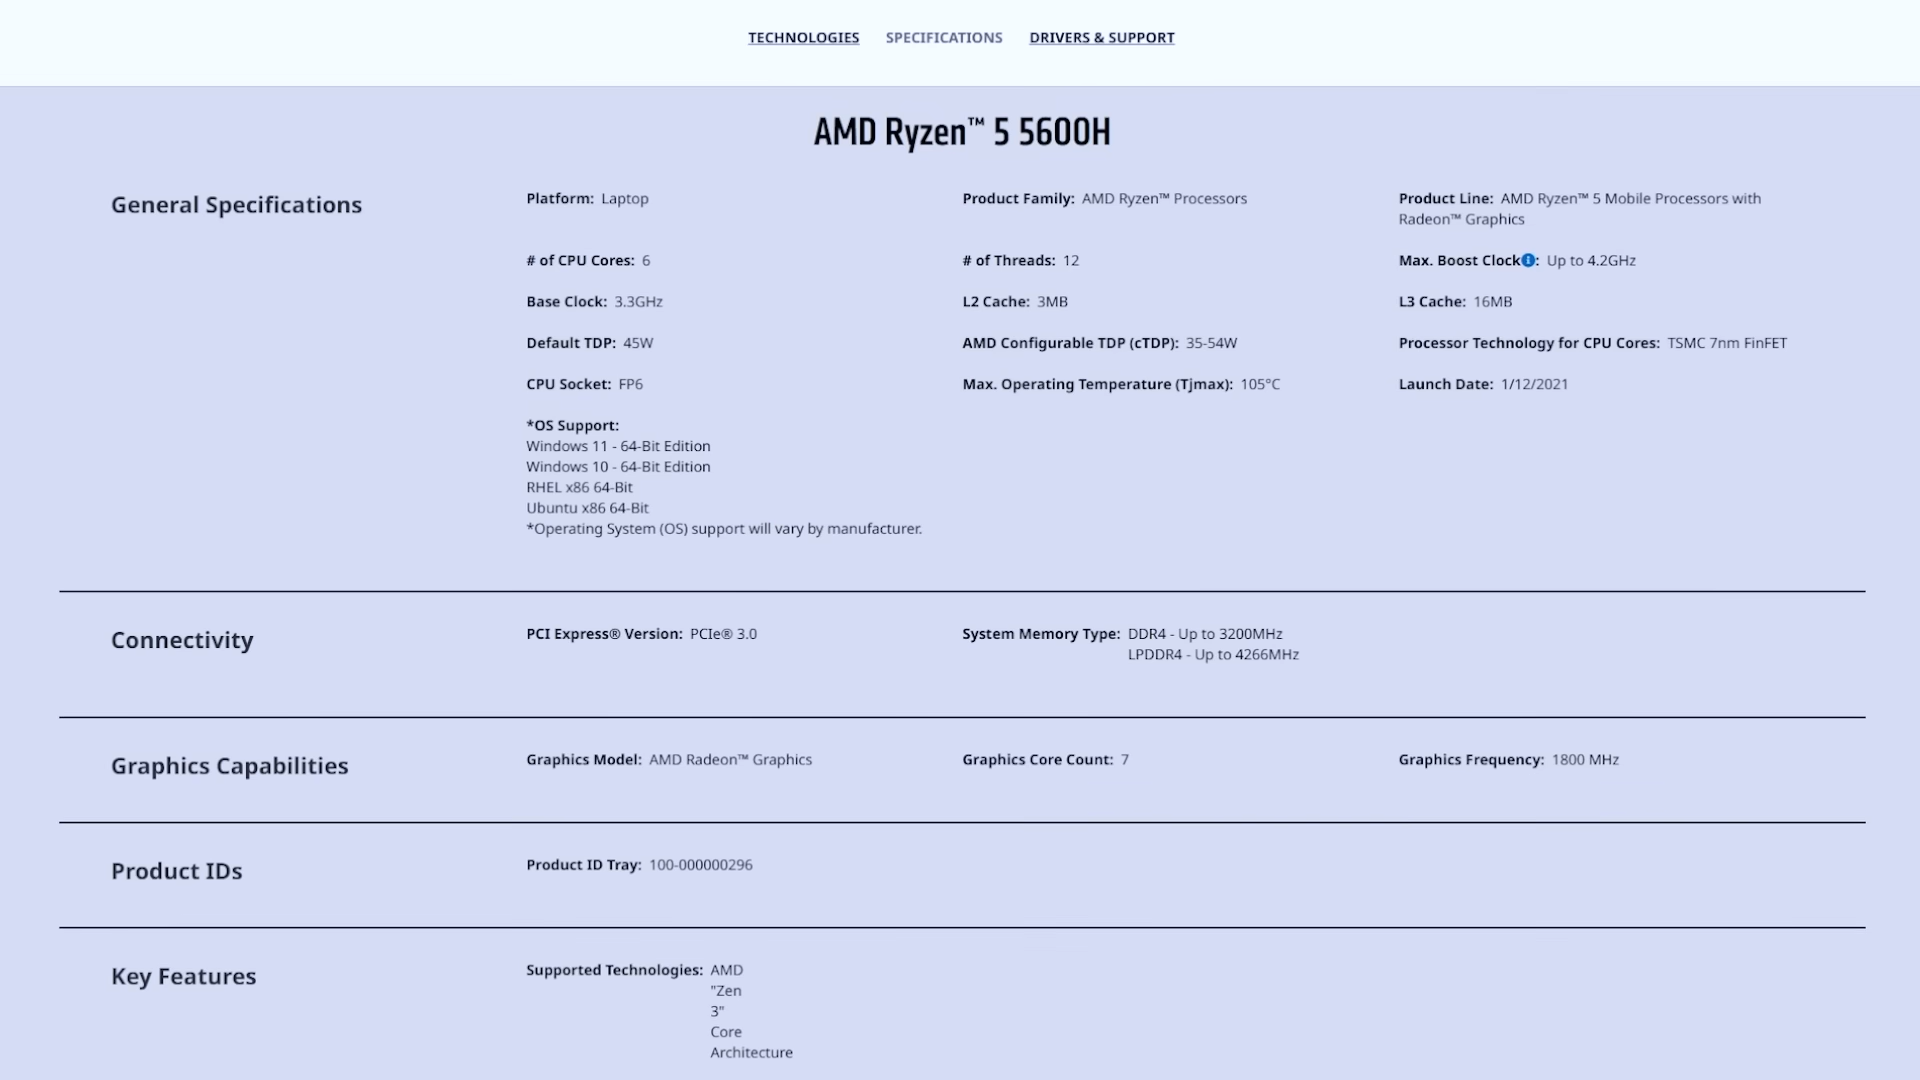 TECHNOLOGIES SPECIFICATIONS DRIVERS & SUPPORT
AMD Ryzen™ 5 5600H
General Specifications
Platform: Laptop
Product Family: AMD Ryzen™ Processors
Product Line: AMD Ryzen™ 5 Mobile Processors with
Radeon™ Graphics
# of CPU Cores: 6
# of Threads: 12
Max. Boost Clock: Up to 4.2GHz
Base Clock: 3.3GHz
L2 Cache: 3MB
L3 Cache: 16MB
Default TDP: 45W
AMD Configurable TDP (cTDP): 35-54W
Processor Technology for CPU Cores: TSMC 7nm FinFET
CPU Socket: FP6
Max. Operating Temperature (Tjmax): 105°C
Launch Date: 1/12/2021
*OS Support:
Windows 11 - 64-Bit Edition
Windows 10 - 64-Bit Edition
RHEL x86 64-Bit
Ubuntu x86 64-Bit
*Operating System (OS) support will vary by manufacturer.
Connectivity
PCI Express® Version: PCIe® 3.0
System Memory Type: DDR4 - Up to 3200MHz
LPDDR4 - Up to 4266MHz
Graphics Capabilities
Graphics Model: AMD Radeon™ Graphics
Graphics Core Count: 7
Graphics Frequency: 1800 MHz
Product IDs
Product ID Tray: 100-000000296
Key Features
Supported Technologies: AMD
"Zen
3"
Core
Architecture